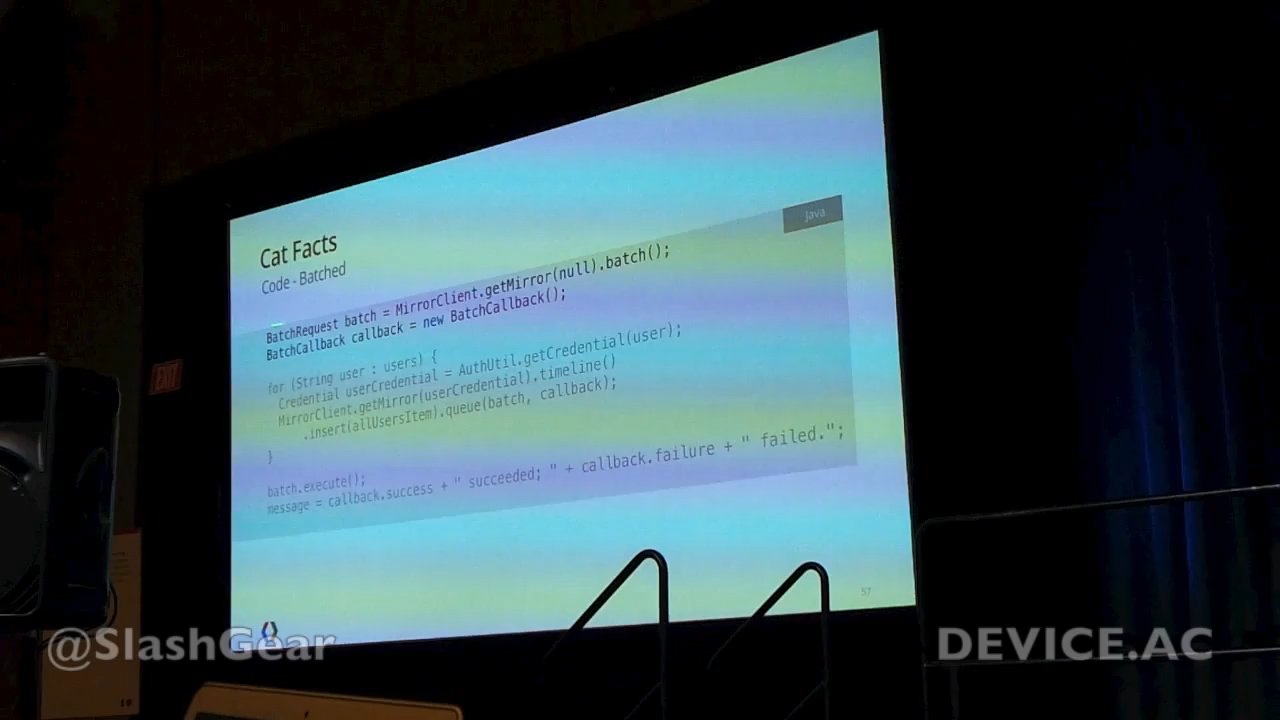 Java
Cat Facts
Code - Batched
BatchRequest batch = MirrorClient.getMirror(null).batch();
BatchCallback callback = new BatchCallback();
for (String user : users) {
Credential userCredential = AuthUtil.getCredential(user);
MirrorClient.getMirror(userCredential).timeline()
.insert(allUsersItem).queue(batch, callback);
}
batch.execute();
message = callback.success + " succeeded; " + callback.failure + " failed.";
57
EXIT
@SlashGear
DEVICE.AC